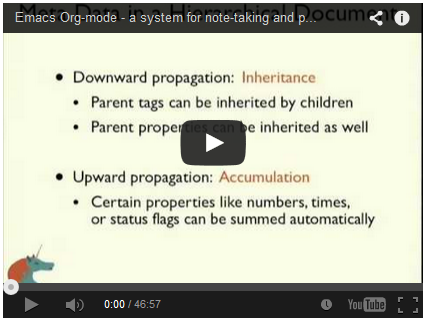 Meta Data in a Hierarchical Document
Emacs Org-mode - a system for note-taking and p...
• Downward propagation: Inheritance
• Parent tags can be inherited by children
• Parent properties can be inherited as well
• Upward propagation: Accumulation
• Certain properties like numbers, times,
or status flags can be summed automatically
0:00 / 46:57
YouTube